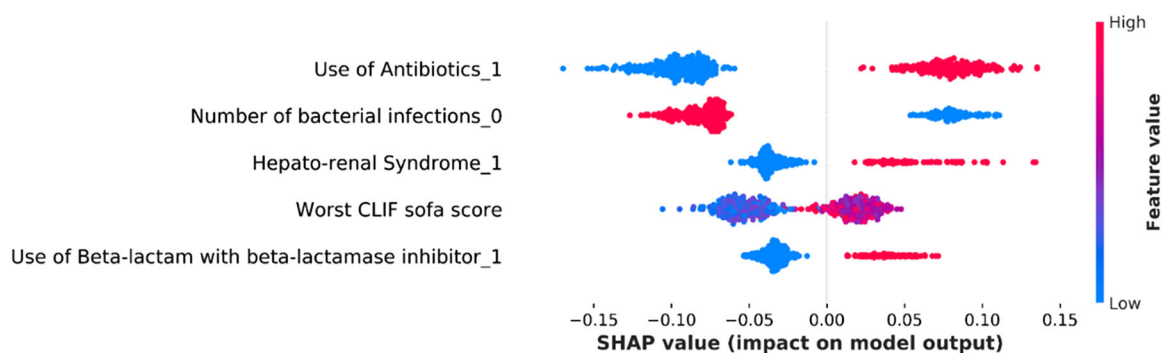 High
Use of Antibiotics_1
Number of bacterial infections_0
Hepato-renal Syndrome_1
Worst CLIF sofa score
Use of Beta-lactam with beta-lactamase inhibitor_1
Feature value
Low
−0.15 −0.10 −0.05 0.00 0.05 0.10 0.15
SHAP value (impact on model output)